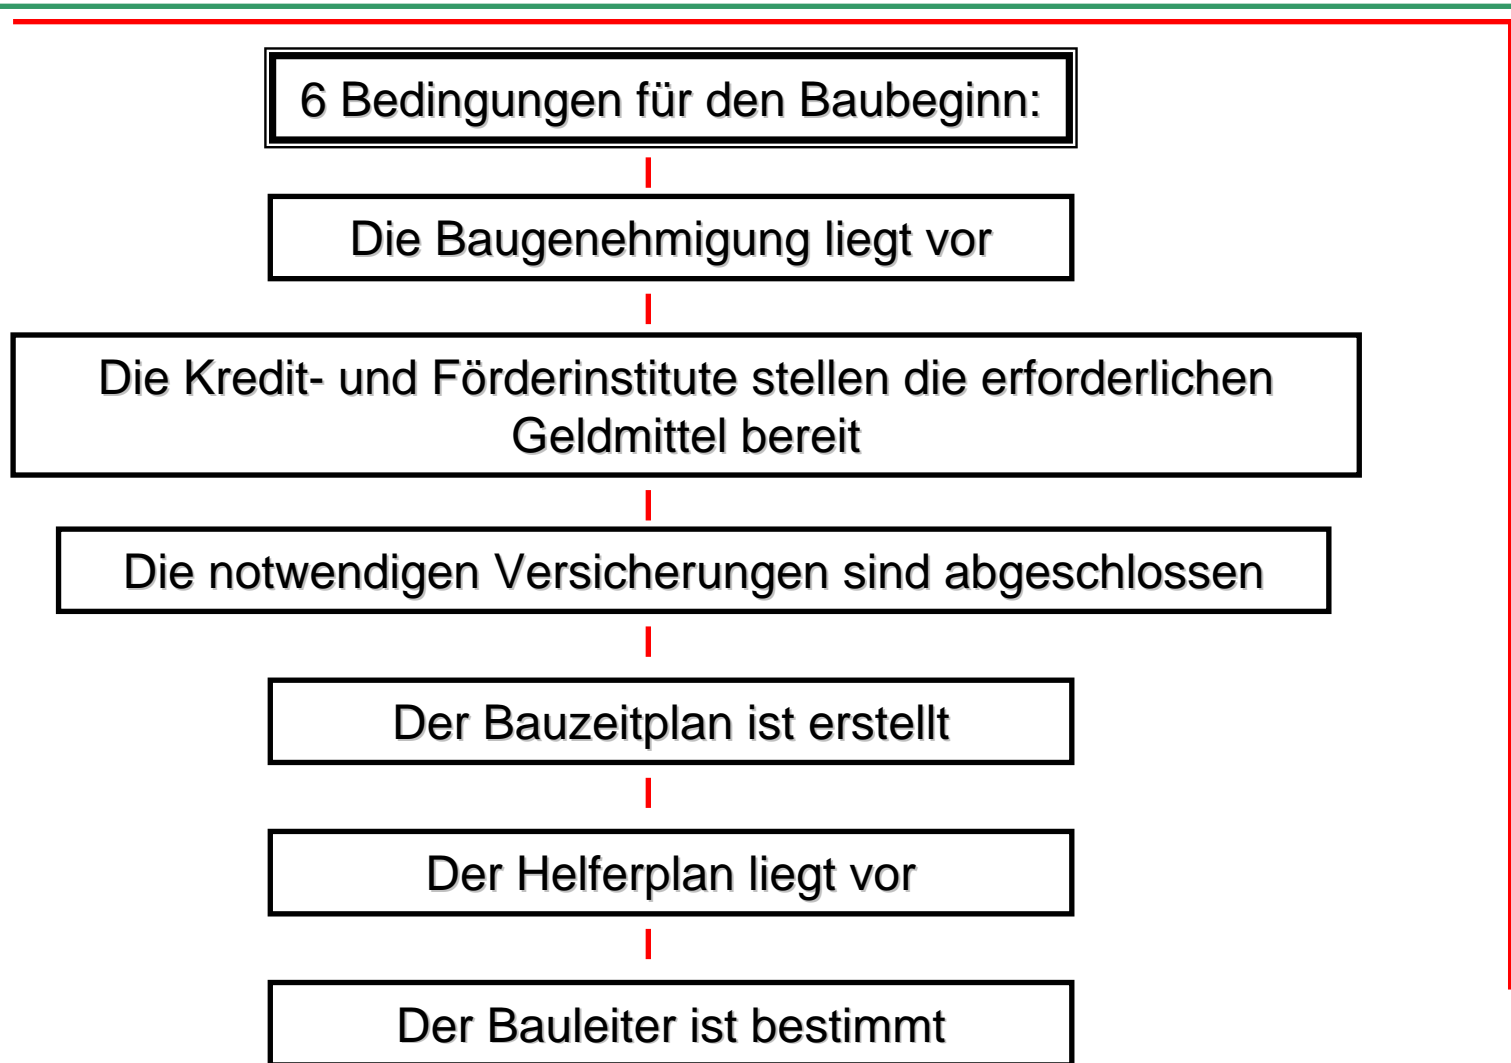 6 Bedingungen für den Baubeginn:
Die Baugenehmigung liegt vor
Die Kredit- und Förderinstitute stellen die erforderlichen
Geldmittel bereit
Die notwendigen Versicherungen sind abgeschlossen
Der Bauzeitplan ist erstellt
Der Helferplan liegt vor
Der Bauleiter ist bestimmt